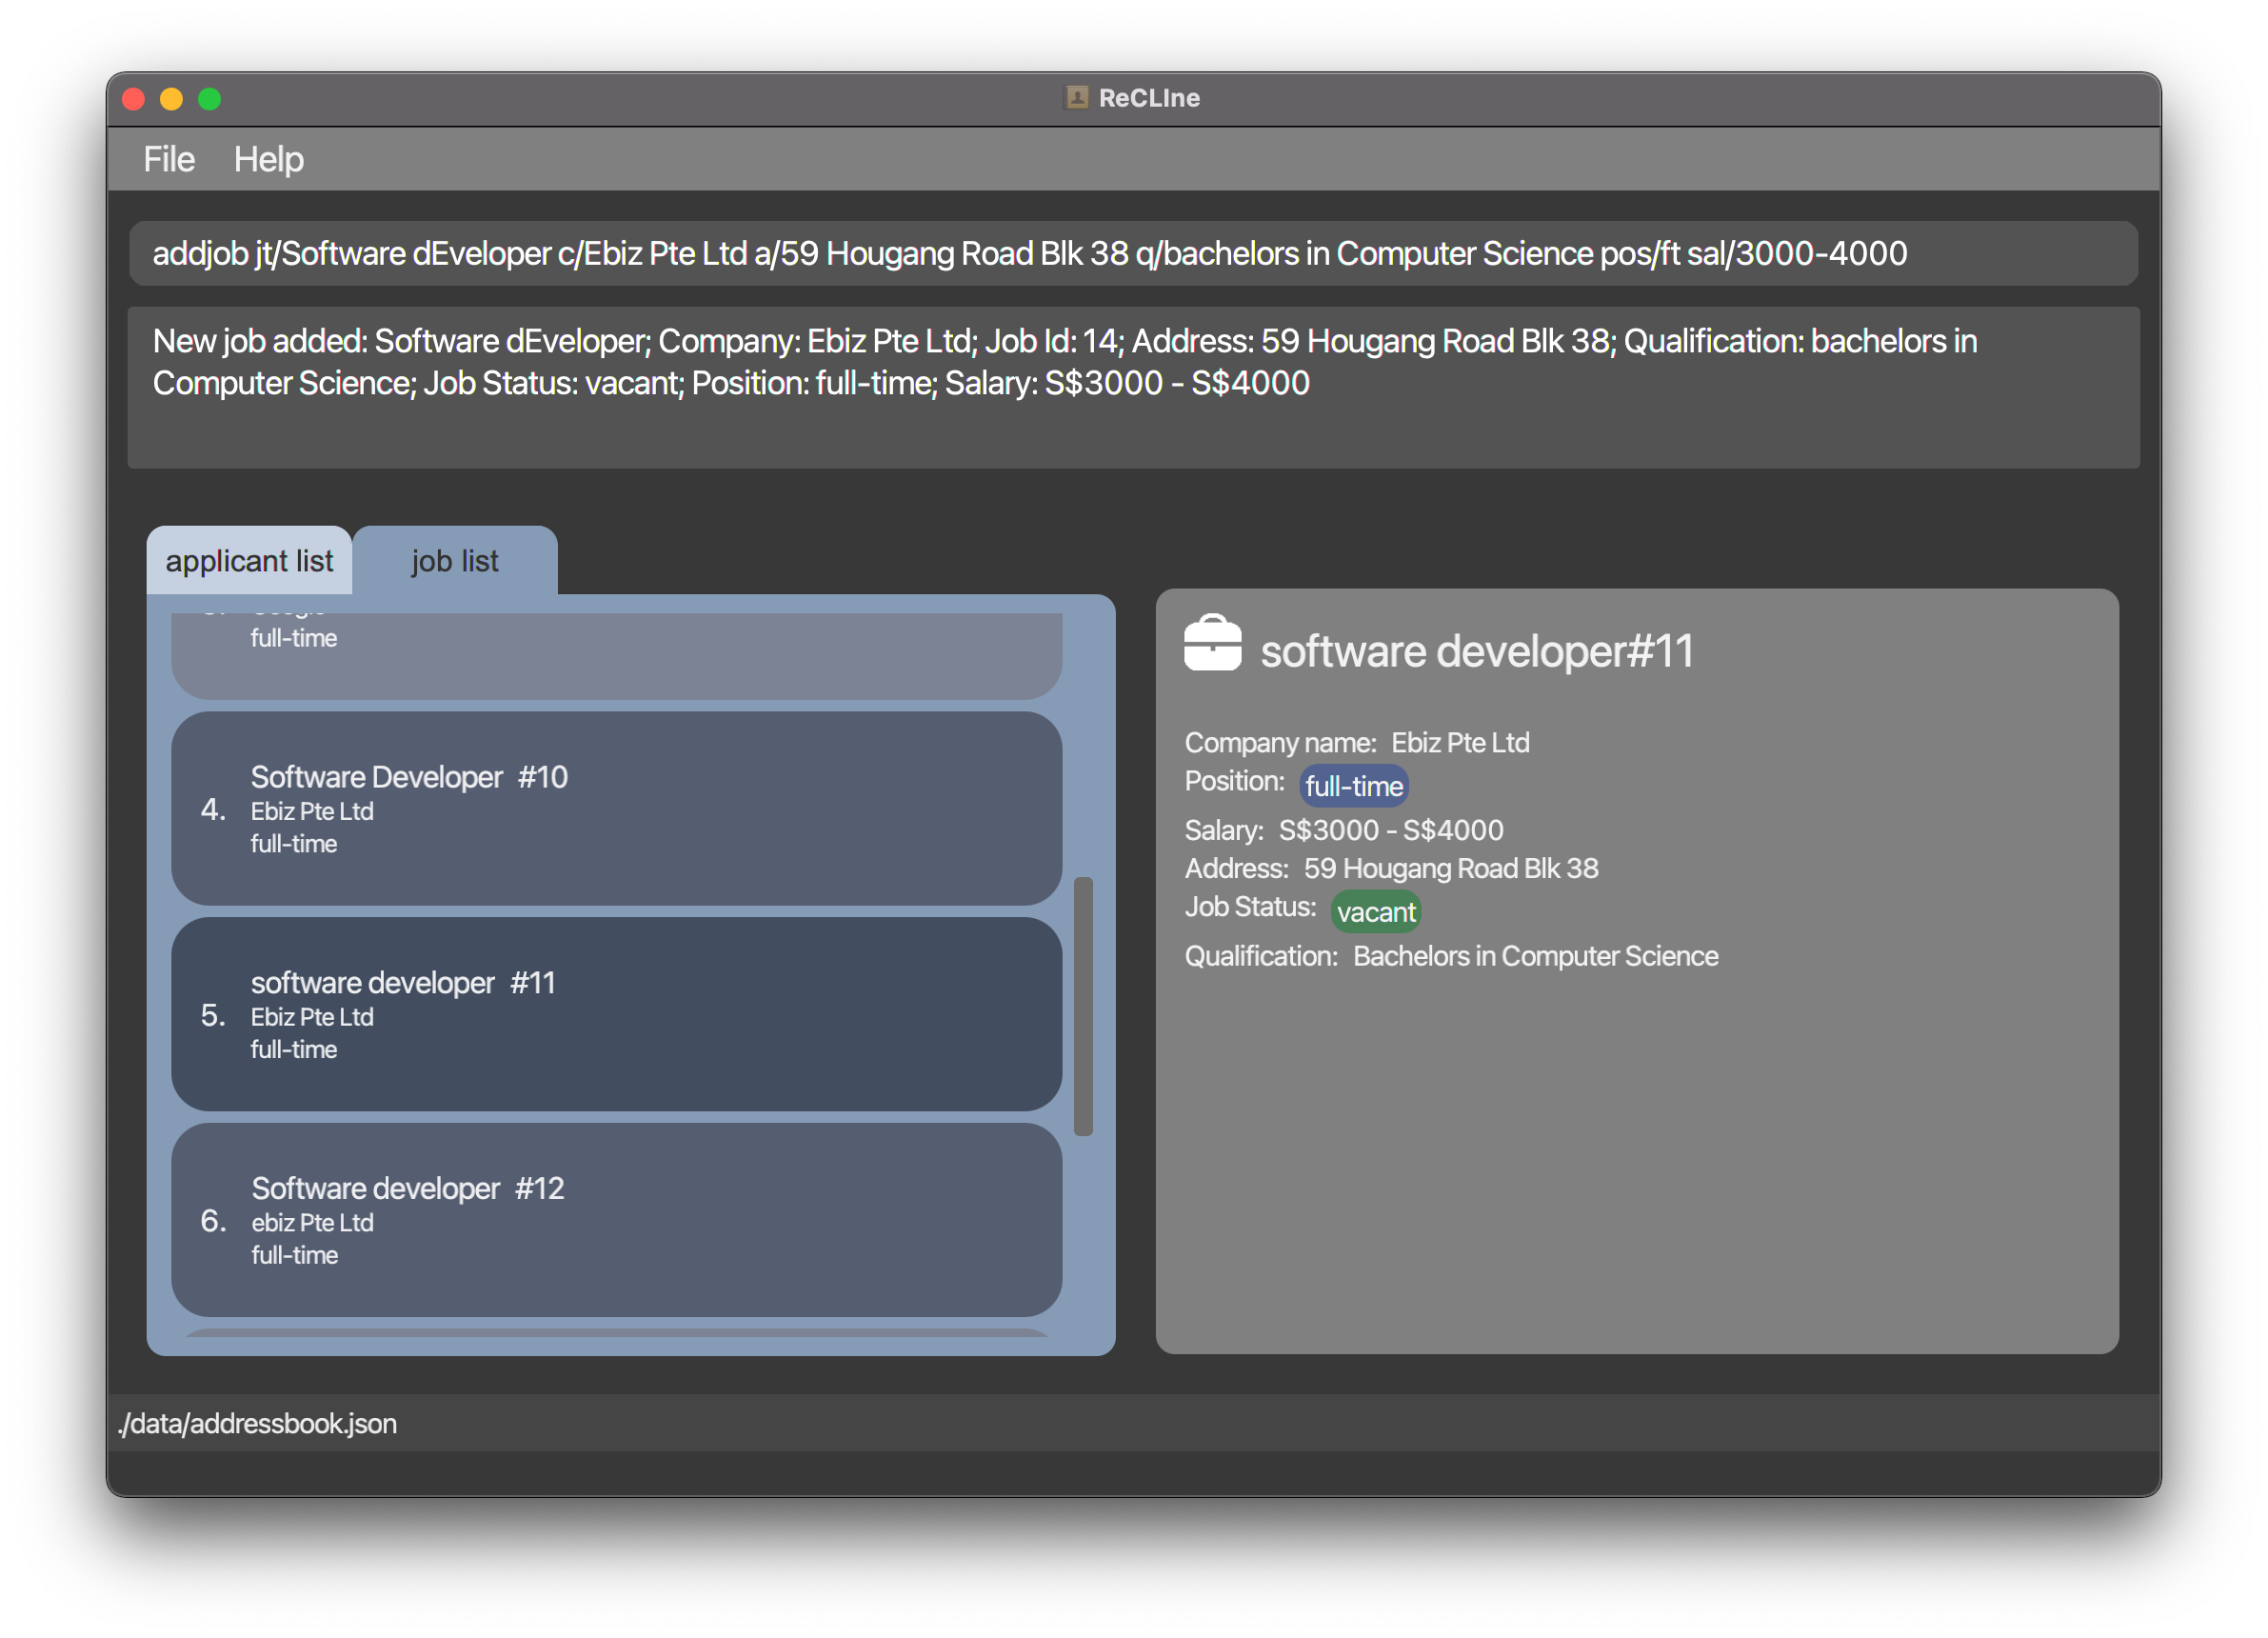 ReCLIne
File Help
addjob jt/Software dEveloper c/Ebiz Pte Ltd a/59 Hougang Road Blk 38 q/bachelors in Computer Science pos/ft sal/3000-4000
New job added: Software dEveloper; Company: Ebiz Pte Ltd; Job Id: 14; Address: 59 Hougang Road Blk 38; Qualification: bachelors in
Computer Science; Job Status: vacant; Position: full-time; Salary: S$3000 - S$4000
applicant list job list
full-time
Software Developer #10
4.
Ebiz Pte Ltd
full-time
software developer #11
5.
Ebiz Pte Ltd
full-time
Software developer #12
6.
ebiz Pte Ltd
full-time
software developer#11
Company name: Ebiz Pte Ltd
Position: full-time
Salary: S$3000 - S$4000
Address: 59 Hougang Road Blk 38
Job Status: vacant
Qualification: Bachelors in Computer Science
./data/addressbook.json